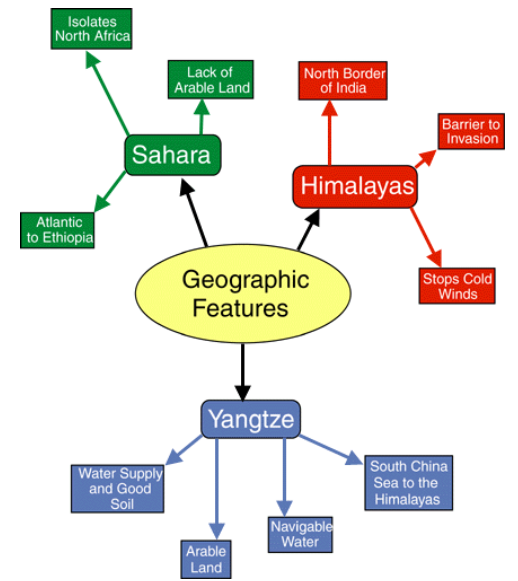 Isolates
North Africa
Lack of
Arable Land
Sahara
Atlantic
to Ethiopia
North Border
of India
Barrier to
Invasion
Himalayas
Stops Cold
Winds
Geographic
Features
Yangtze
Water Supply
and Good
Soil
Arable
Land
Navigable
Water
South China
Sea to the
Himalayas